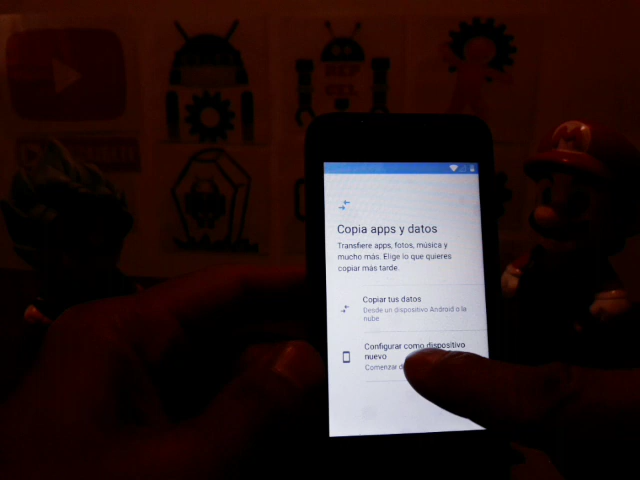 Copia apps y datos
Transfiere apps, fotos, música y
mucho más. Elige lo que quieres
copiar más tarde.
Copiar tus datos
Desde un dispositivo Android o la
nube
Configurar como dispositivo
nuevo
Comenzar
M